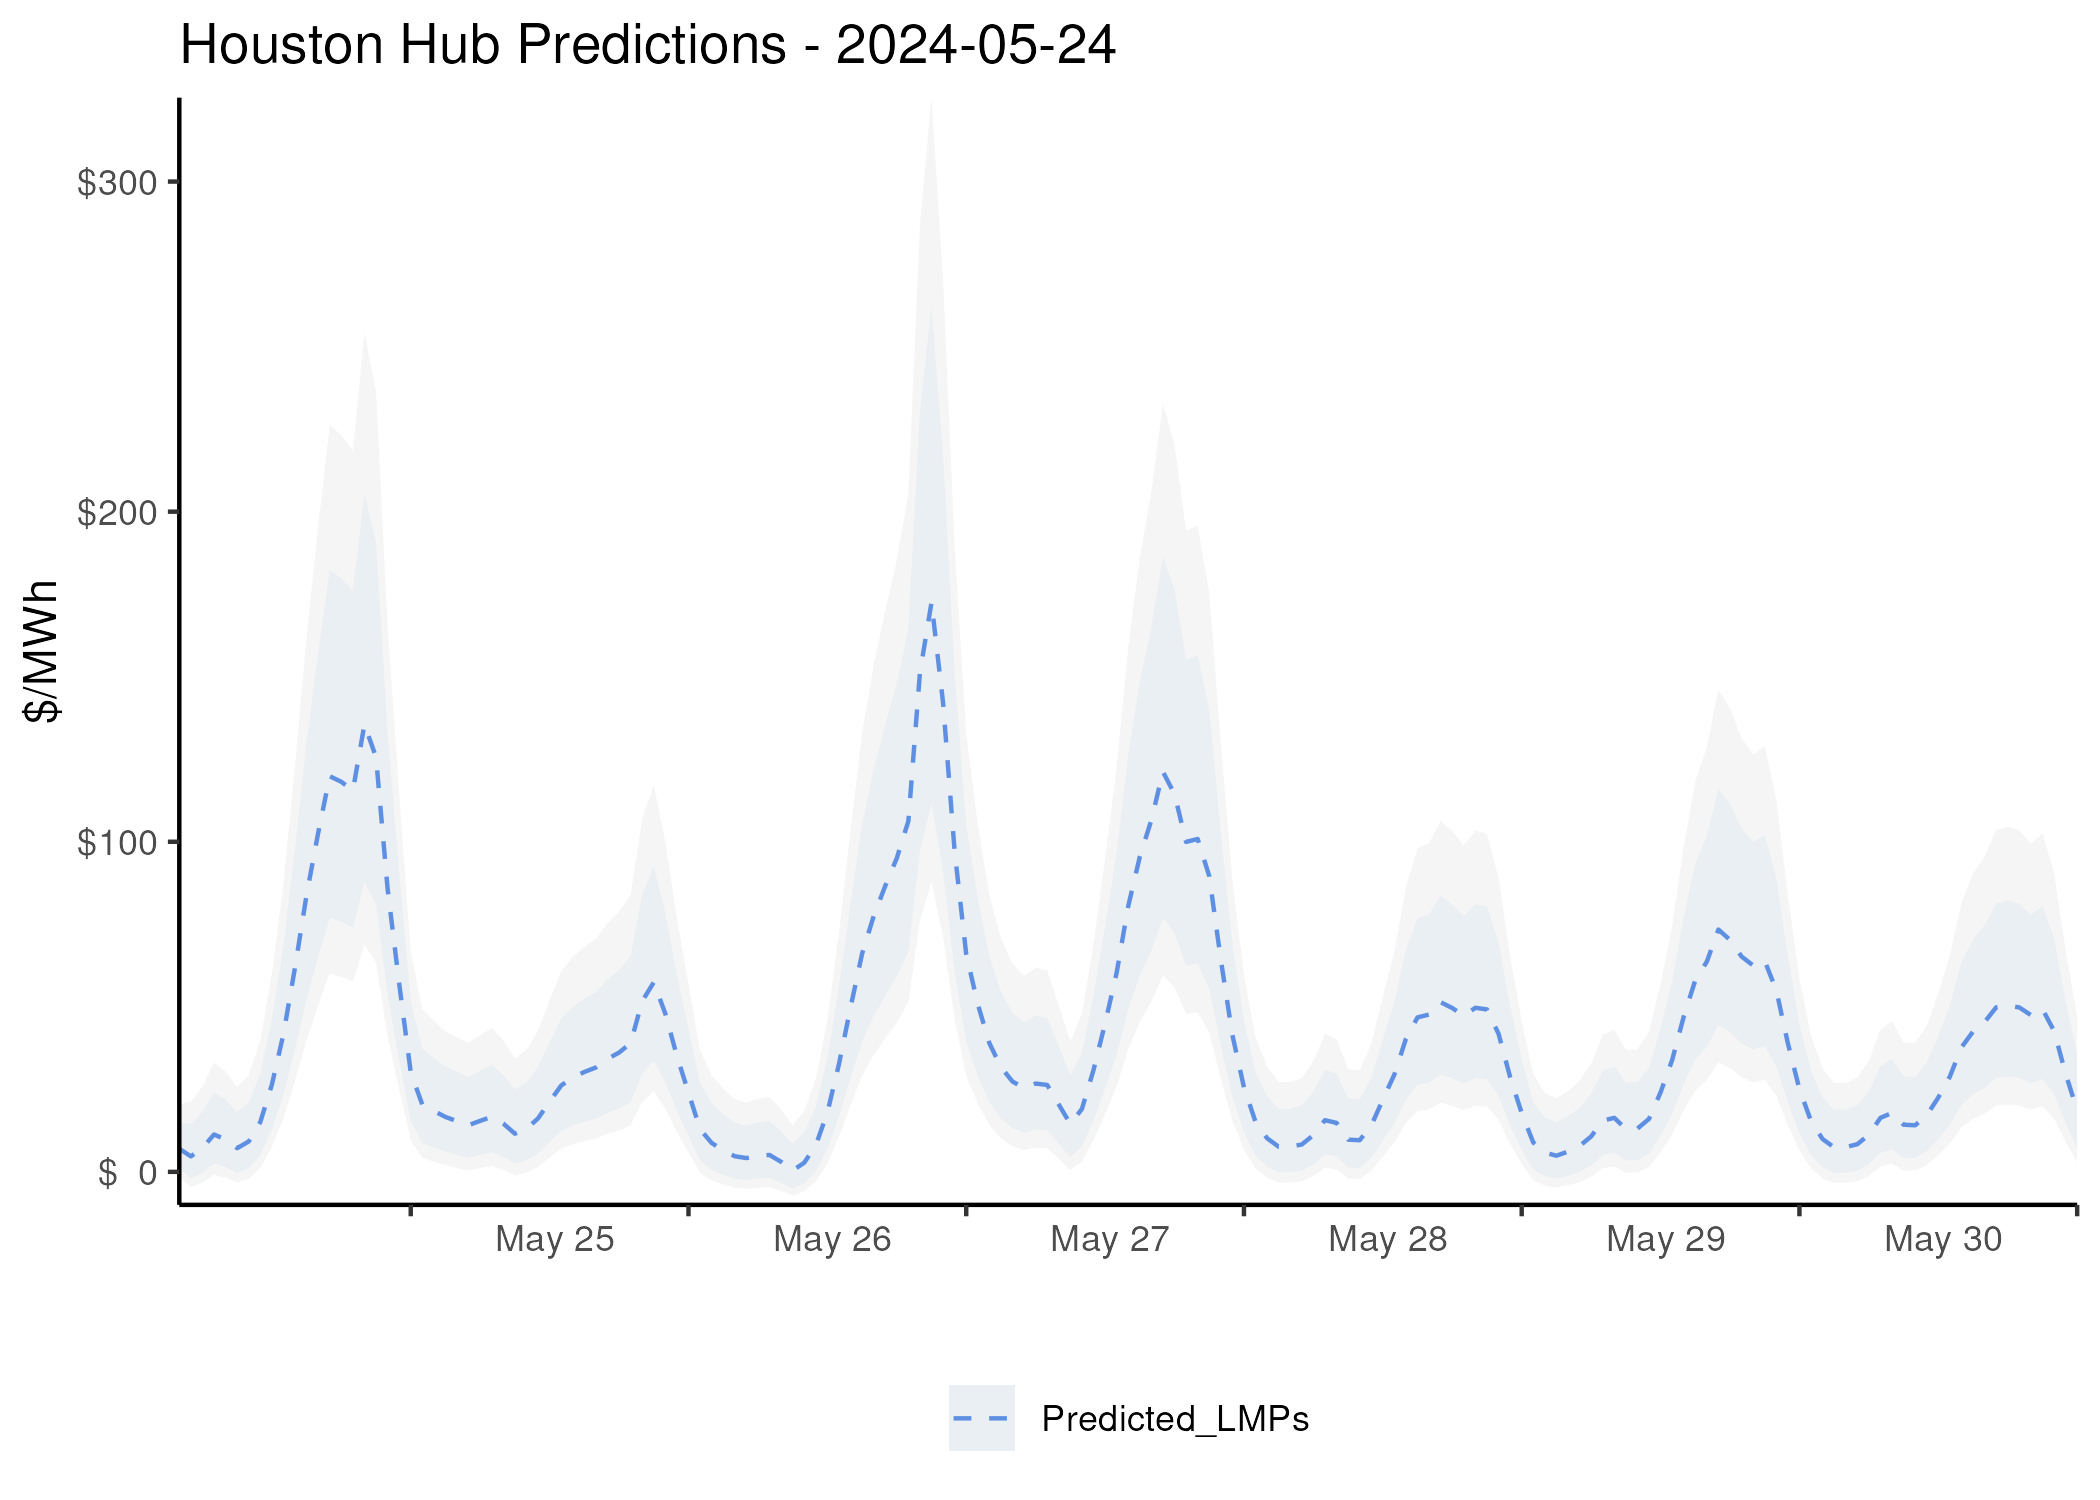 Houston Hub Predictions - 2024-05-24
$/MWh
$300
$200
$100
$  0
May 25
May 26
May 27
May 28
May 29
May 30
Predicted_LMPs